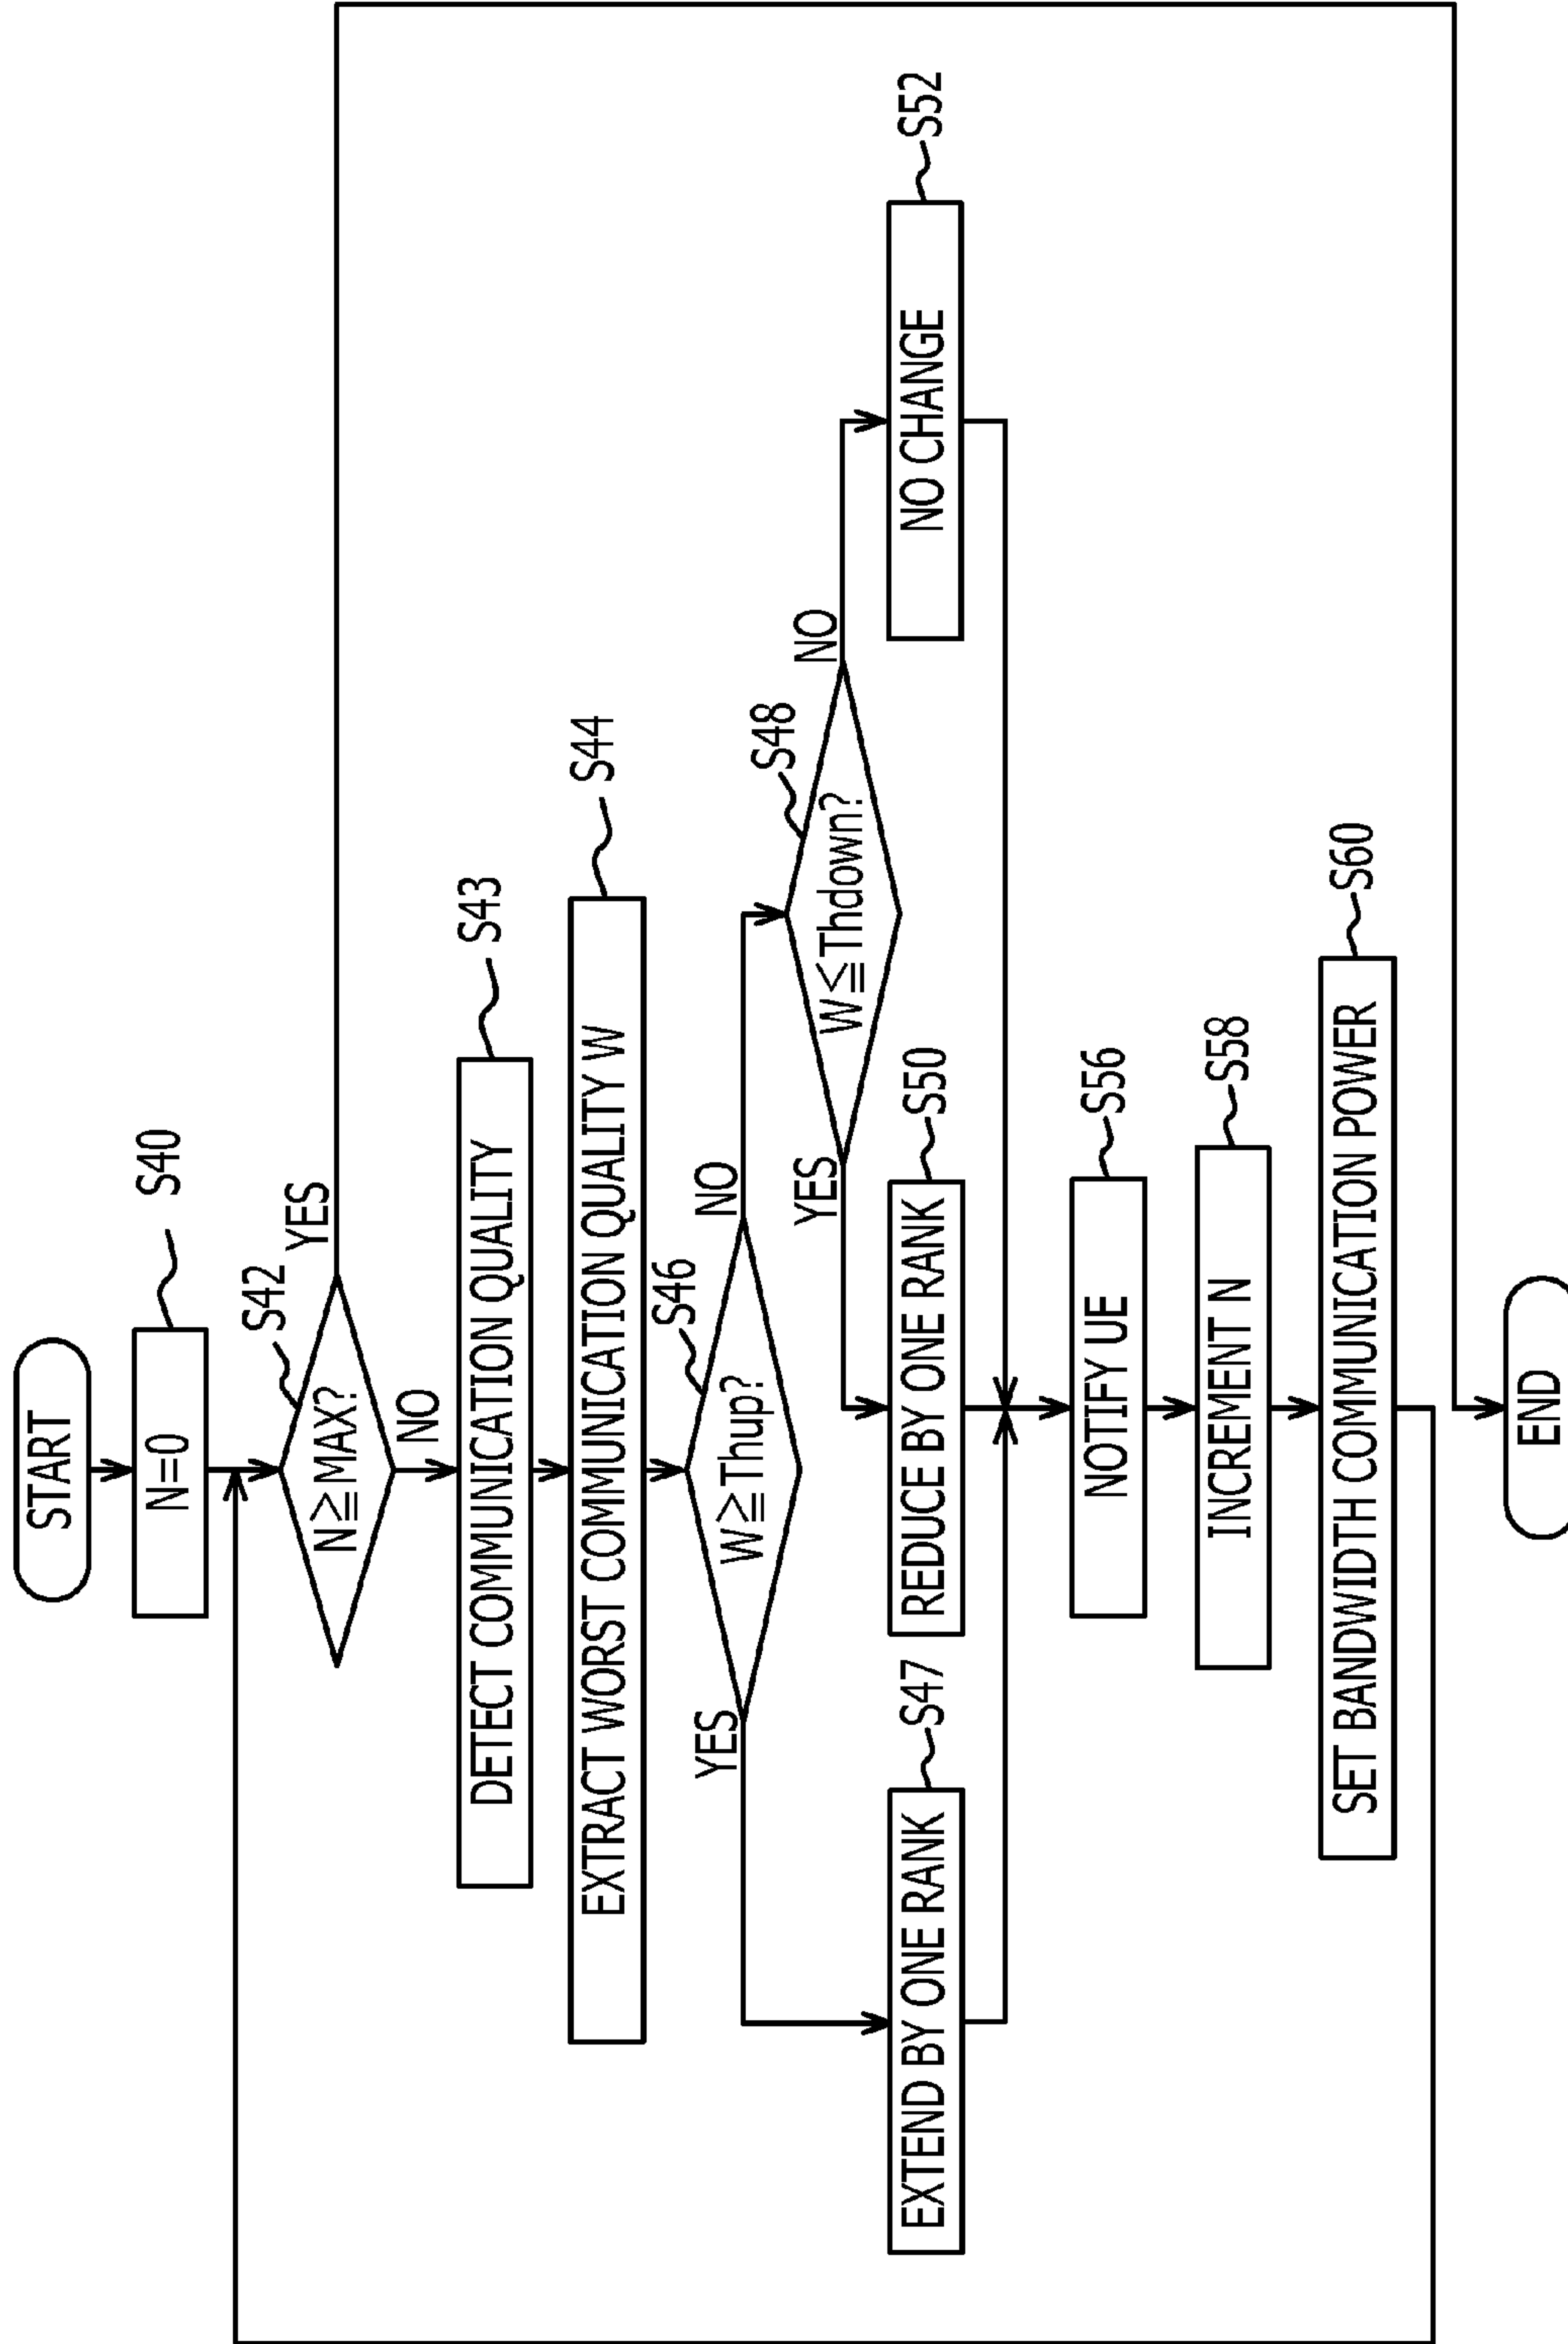 START
N=0
S40
N≧MAX?
S42
YES
NO
DETECT COMMUNICATION QUALITY
S43
EXTRACT WORST COMMUNICATION QUALITY W
S44
W≧Thup?
S46
YES
NO
W≦Thdown?
S48
YES
NO
EXTEND BY ONE RANK
S47
REDUCE BY ONE RANK
S50
NO CHANGE
S52
NOTIFY UE
S56
INCREMENT N
S58
SET BANDWIDTH COMMUNICATION POWER
S60
END